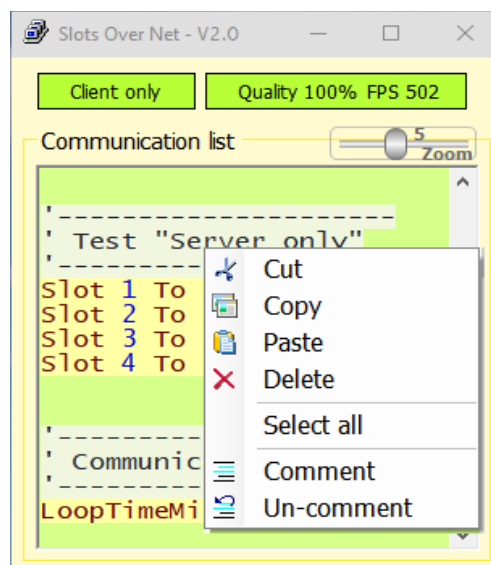 Slots Over Net - V2.0
Client only
Quality 100% FPS 502
Communication list
5
Zoom
'----------------------
' Test "Server only"
'---------
Slot 1 To
Slot 2 To
Slot 3 To
Slot 4 To
'---------
' Communic
'---------
LoopTimeMi
Cut
Copy
Paste
Delete
Select all
Comment
Un-comment